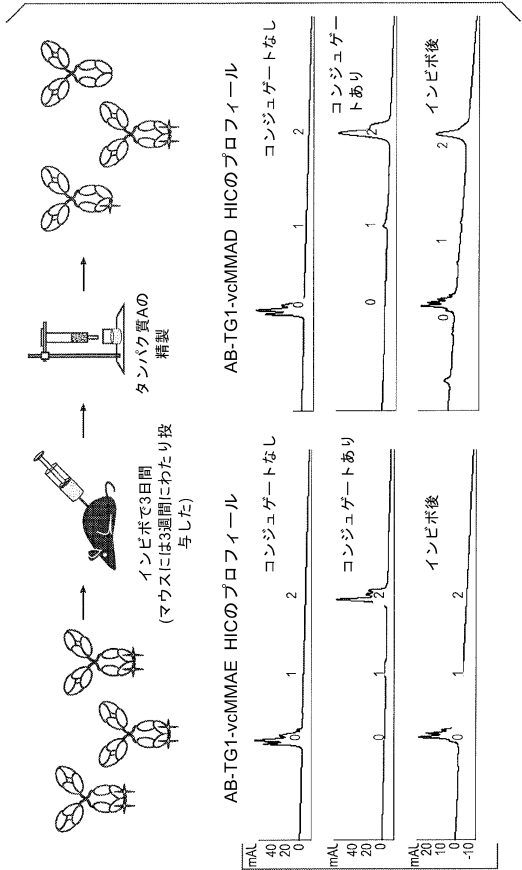 インビボで3日間
(マウスには3週間にわたり投
与した)
タンパク質Aの
精製
AB-TG1-vcMMAE HICのプロフィール
コンジュゲートなし
mAU
40
20
0
0
1
2
コンジュゲートあり
mAU
40
20
0
0
1
2
インビボ後
mAU
20
10
0
-10
0
1
2
AB-TG1-vcMMAD HICのプロフィール
コンジュゲートなし
0
1
2
コンジュゲー
トあり
0
1
2
インビボ後
0
1
2